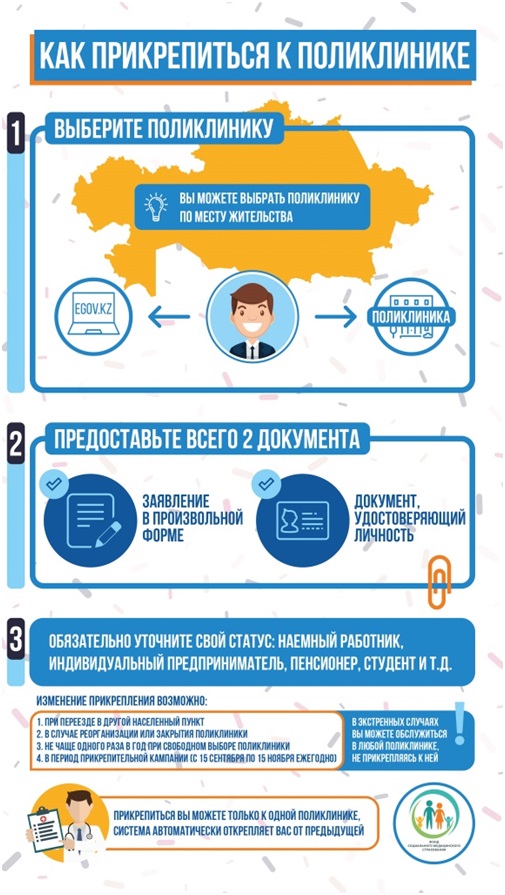 КАК ПРИКРЕПИТЬСЯ К ПОЛИКЛИНИКЕ
1
ВЫБЕРИТЕ ПОЛИКЛИНИКУ
ВЫ МОЖЕТЕ ВЫБРАТЬ ПОЛИКЛИНИКУ
ПО МЕСТУ ЖИТЕЛЬСТВА
EGOV.KZ
ПОЛИКЛИНИКА
2
ПРЕДОСТАВЬТЕ ВСЕГО 2 ДОКУМЕНТА
ЗАЯВЛЕНИЕ
В ПРОИЗВОЛЬНОЙ
ФОРМЕ
ДОКУМЕНТ,
УДОСТОВЕРЯЮЩИЙ
ЛИЧНОСТЬ
3
ОБЯЗАТЕЛЬНО УТОЧНИТЕ СВОЙ СТАТУС: НАЕМНЫЙ РАБОТНИК,
ИНДИВИДУАЛЬНЫЙ ПРЕДПРИНИМАТЕЛЬ, ПЕНСИОНЕР, СТУДЕНТ И Т.Д.
ИЗМЕНЕНИЕ ПРИКРЕПЛЕНИЯ ВОЗМОЖНО:
1. ПРИ ПЕРЕЕЗДЕ В ДРУГОЙ НАСЕЛЕННЫЙ ПУНКТ
2. В СЛУЧАЕ РЕОРГАНИЗАЦИИ ИЛИ ЗАКРЫТИЯ ПОЛИКЛИНИКИ
3. НЕ ЧАЩЕ ОДНОГО РАЗА В ГОД ПРИ СВОБОДНОМ ВЫБОРЕ ПОЛИКЛИНИКИ
4. В ПЕРИОД ПРИКРЕПИТЕЛЬНОЙ КАМПАНИИ (С 15 СЕНТЯБРЯ ПО 15 НОЯБРЯ ЕЖЕГОДНО)
В ЭКСТРЕННЫХ СЛУЧАЯХ
ВЫ МОЖЕТЕ ОБСЛУЖИТЬСЯ
В ЛЮБОЙ ПОЛИКЛИНИКЕ,
НЕ ПРИКРЕПЛЯЯСЬ К НЕЙ
!
ПРИКРЕПИТЬСЯ ВЫ МОЖЕТЕ ТОЛЬКО К ОДНОЙ ПОЛИКЛИНИКЕ,
СИСТЕМА АВТОМАТИЧЕСКИ ОТКРЕПЛЯЕТ ВАС ОТ ПРЕДЫДУЩЕЙ
ФОНД
СОЦИАЛЬНОГО МЕДИЦИНСКОГО
СТРАХОВАНИЯ